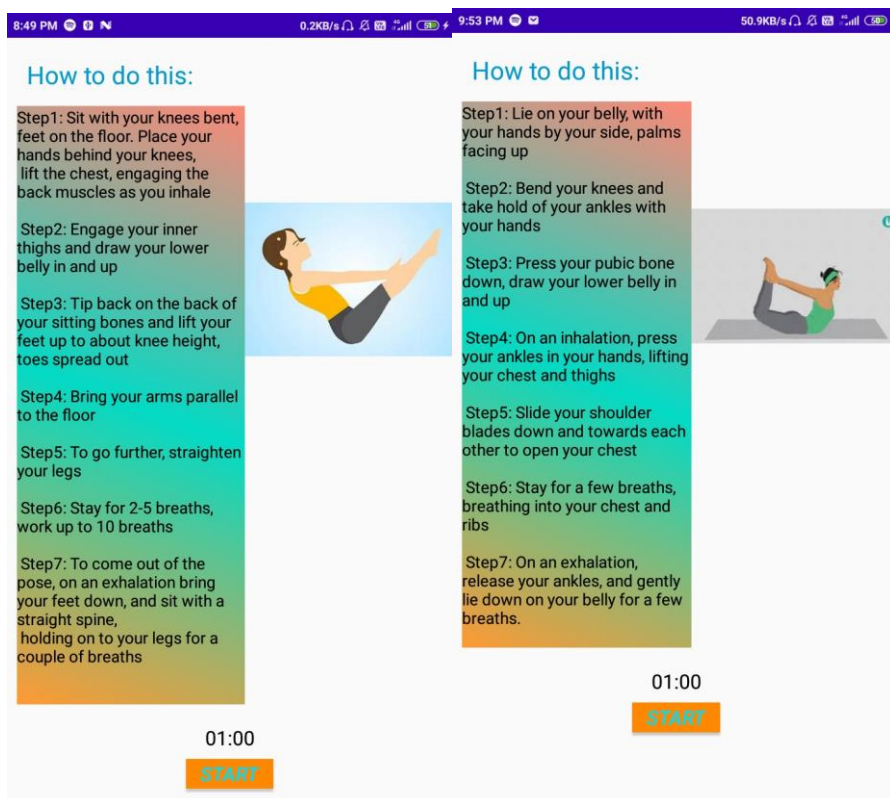 8:49 PM
0.2KB/s
How to do this:
Step1: Sit with your knees bent,
feet on the floor. Place your
hands behind your knees,
lift the chest, engaging the
back muscles as you inhale
Step2: Engage your inner
thighs and draw your lower
belly in and up
Step3: Tip back on the back of
your sitting bones and lift your
feet up to about knee height,
toes spread out
Step4: Bring your arms parallel
to the floor
Step5: To go further, straighten
your legs
Step6: Stay for 2-5 breaths,
work up to 10 breaths
Step7: To come out of the
pose, on an exhalation bring
your feet down, and sit with a
straight spine,
holding on to your legs for a
couple of breaths
01:00
START
9:53 PM
50.9KB/s
50
How to do this:
Step1: Lie on your belly, with
your hands by your side, palms
facing up
Step2: Bend your knees and
take hold of your ankles with
your hands
Step3: Press your pubic bone
down, draw your lower belly in
and up
Step4: On an inhalation, press
your ankles in your hands, lifting
your chest and thighs
Step5: Slide your shoulder
blades down and towards each
other to open your chest
Step6: Stay for a few breaths,
breathing into your chest and
ribs
Step7: On an exhalation,
release your ankles, and gently
lie down on your belly for a few
breaths.
01:00
START